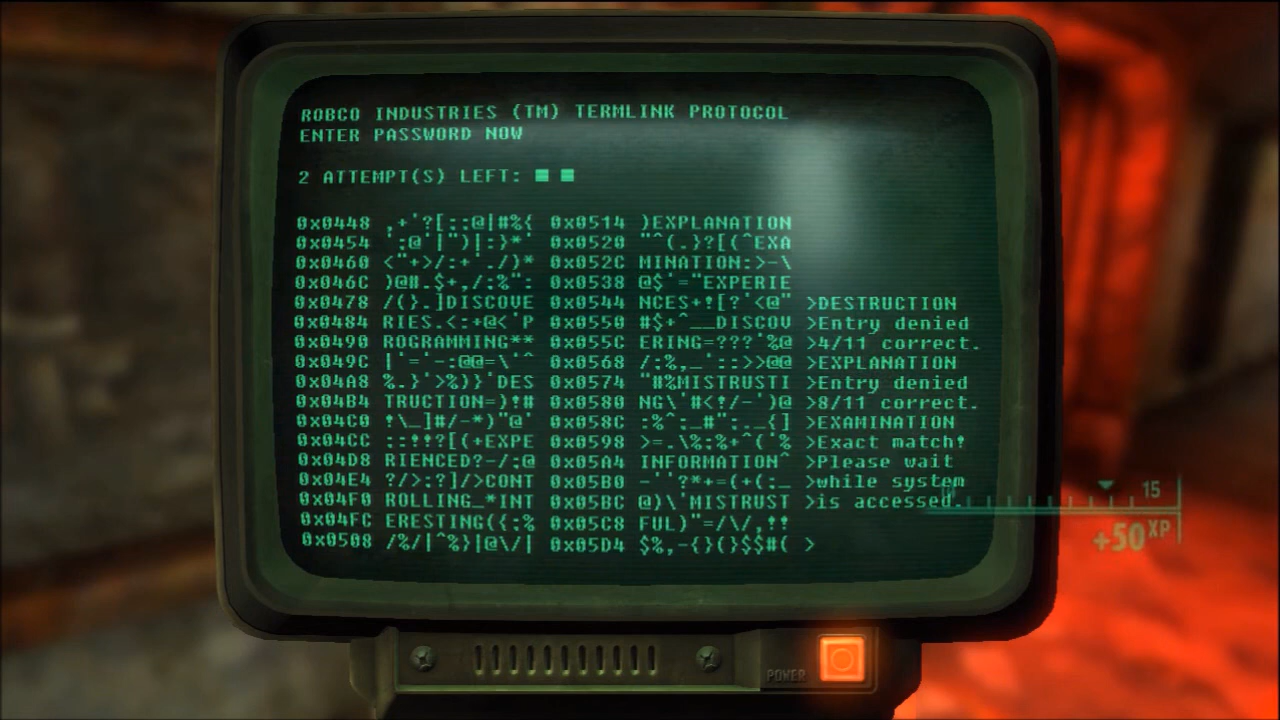 ROBCO INDUSTRIES (TM) TERMLINK PROTOCOL
ENTER PASSWORD NOW
2 ATTEMPT(S) LEFT: ■ ■
0x0448 ,+'?[:;@|#%{ 0x0514 )EXPLANATION
0x0454 ';@'|")|:}*' 0x0520 "^(.}?[(^EXA
0x0460 <"+>/:+'./)* 0x052C MINATION:>-\
0x046C )@#.$+,/:%": 0x0538 @$'="EXPERIE
0x0478 /(}.]DISCOVE 0x0544 NCES+![?'<@" >DESTRUCTION
0x0484 RIES.<:+@<'P 0x0550 #$+^__DISCOV >Entry denied
0x0490 ROGRAMMING** 0x055C ERING=???'%@ >4/11 correct.
0x049C |'='-:@@=\'^ 0x0568 /;%,_'::>>@@ >EXPLANATION
0x04A8 %.}'>%)}'DES 0x0574 "#%MISTRUSTI >Entry denied
0x04B4 TRUCTION=)!# 0x0580 NG\'#<!/-')@ >8/11 correct.
0x04C0 !\_]#/-*)"@' 0x058C :%^:_#":._{] >EXAMINATION
0x04CC ::!!?[(+EXPE 0x0598 >=.\%;%+^('% >Exact match!
0x04D8 RIENCED?-/;@ 0x05A4 INFORMATION^ >Please wait
0x04E4 ?/>:?]/>CONT 0x05B0 -''?*+=(+(:_ >while system
0x04F0 ROLLING_*INT 0x05BC @)\'MISTRUST >is accessed.
0x04FC ERESTING({;% 0x05C8 FUL)"=/\/,!!
0x0508 /%/|^%}|@\/| 0x05D4 $%,-{}(}$$#( >
15
+50 XP
POWER